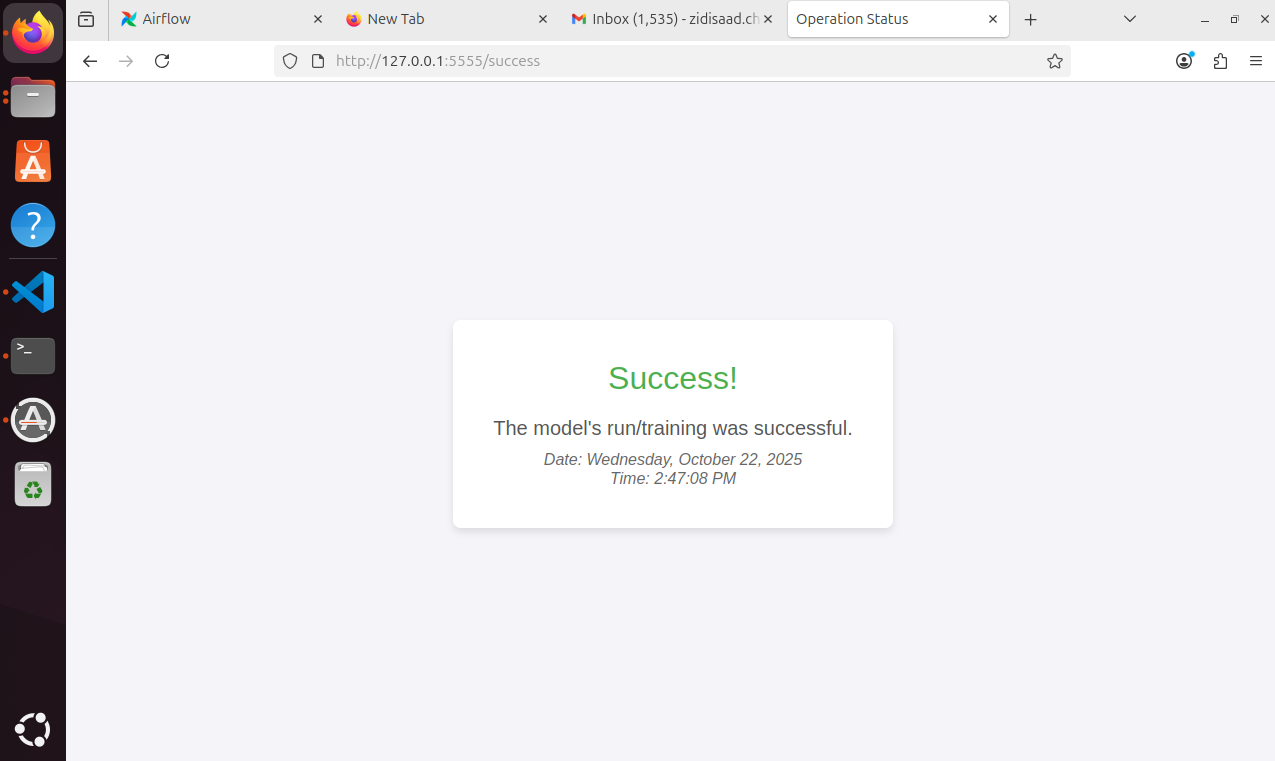 Airflow
New Tab
Inbox (1,535) - zidisaad.ch
Operation Status
http://127.0.0.1:5555/success
Success!
The model's run/training was successful.
Date: Wednesday, October 22, 2025
Time: 2:47:08 PM